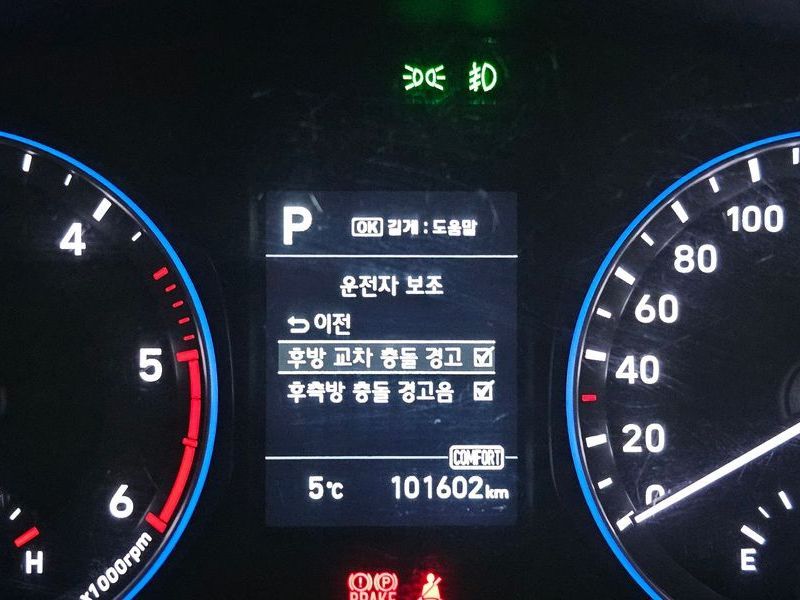 P
OK 길게 : 도움말
운전자 보조
이전
후방 교차 충돌 경고
후측방 충돌 경고음
COMFORT
5℃ 101602km
4
5
6
H
x1000rpm
100
80
60
40
20
0
E
BRAKE